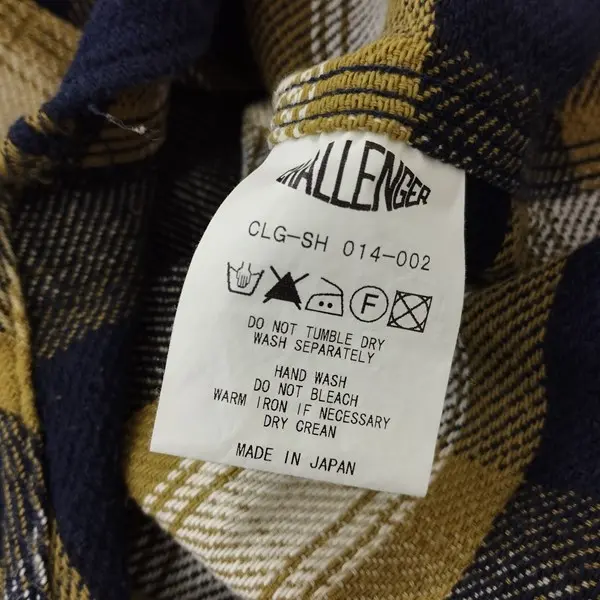 CHALLENGER
CLG-SH 014-002
F
DO NOT TUMBLE DRY
WASH SEPARATELY
HAND WASH
DO NOT BLEACH
WARM IRON IF NECESSARY
DRY CREAN
MADE IN JAPAN